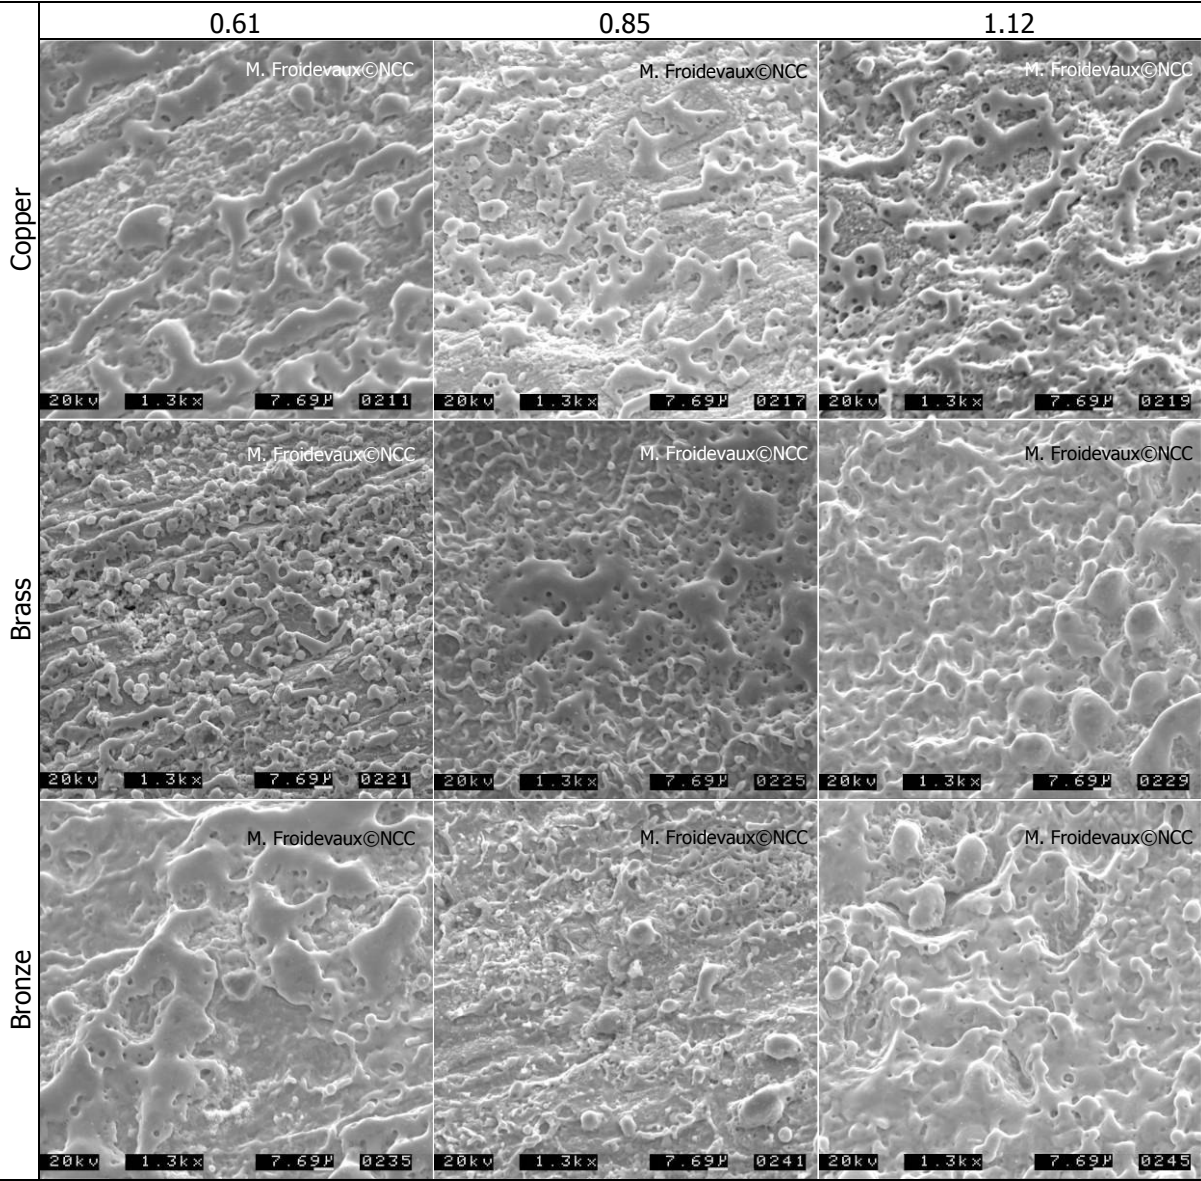 0.61 0.85 1.12
Copper
M. Froidevaux©NCC
20kv 1.3kx 7.69µ 0211
M. Froidevaux©NCC
20kv 1.3kx 7.69µ 0217
M. Froidevaux©NCC
20kv 1.3kx 7.69µ 0219
Brass
M. Froidevaux©NCC
20kv 1.3kx 7.69µ 0221
M. Froidevaux©NCC
20kv 1.3kx 7.69µ 0225
M. Froidevaux©NCC
20kv 1.3kx 7.69µ 0229
Bronze
M. Froidevaux©NCC
20kv 1.3kx 7.69µ 0235
M. Froidevaux©NCC
20kv 1.3kx 7.69µ 0241
M. Froidevaux©NCC
20kv 1.3kx 7.69µ 0245